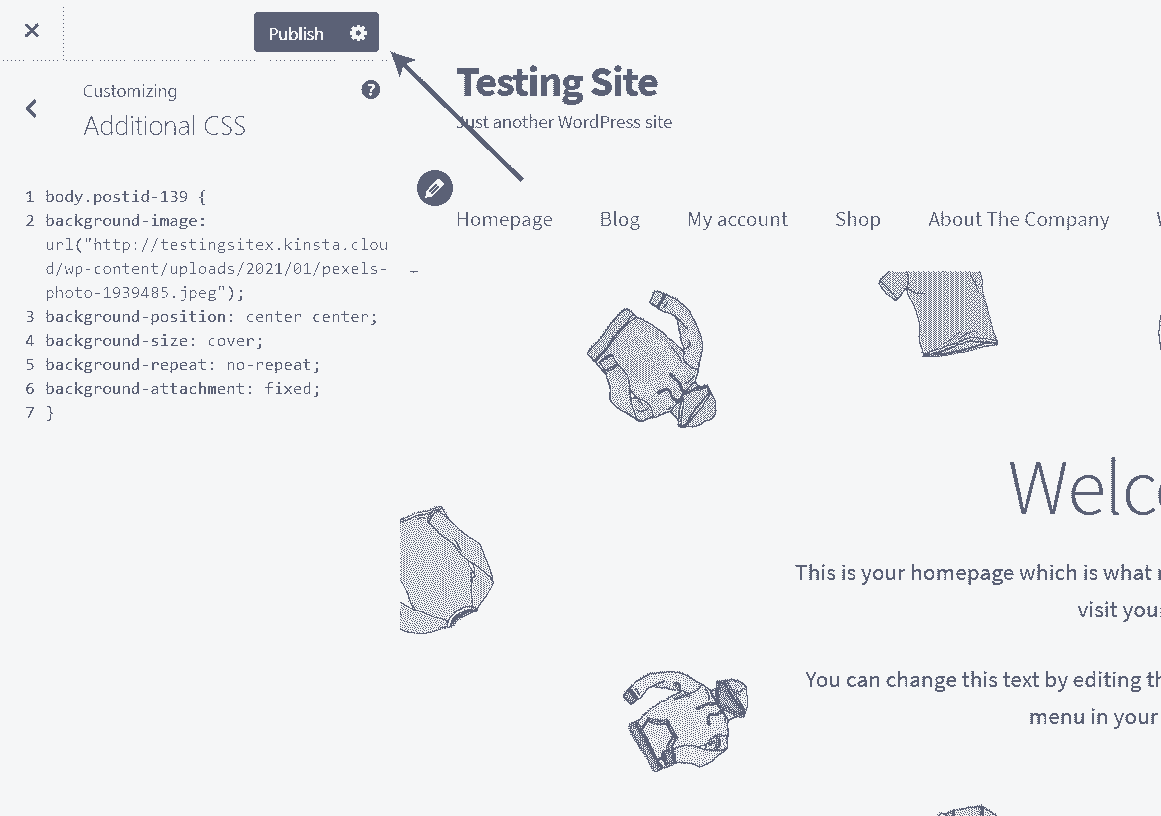 Publish
Customizing
Additional CSS
1 body.postid-139 {
2 background-image:
url("http://testingsitex.kinsta.clou
d/wp-content/uploads/2021/01/pexels-
photo-1939485.jpeg");
3 background-position: center center;
4 background-size: cover;
5 background-repeat: no-repeat;
6 background-attachment: fixed;
7 }
Testing Site
Just another WordPress site
Homepage Blog My account Shop About The Company
Welc
This is your homepage which is what
visit you
You can change this text by editing th
menu in your